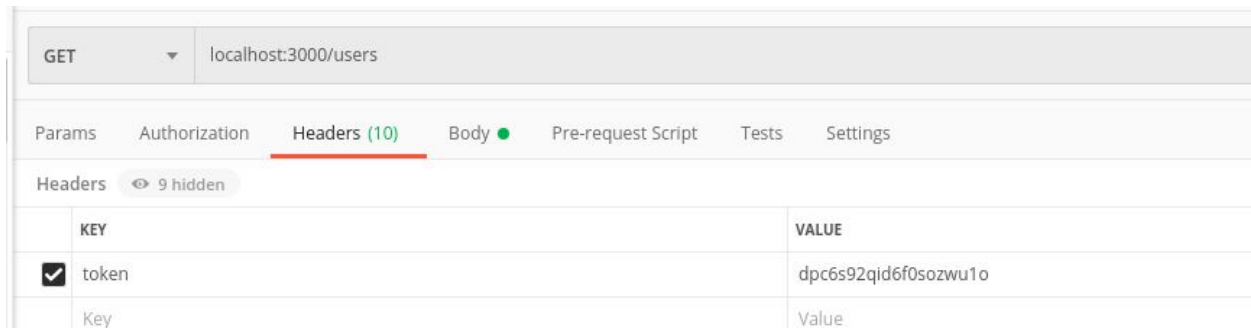 GET localhost:3000/users
Params Authorization Headers (10) Body Pre-request Script Tests Settings
Headers 9 hidden
KEY VALUE
token dpc6s92qid6f0sozwu1o
Key Value